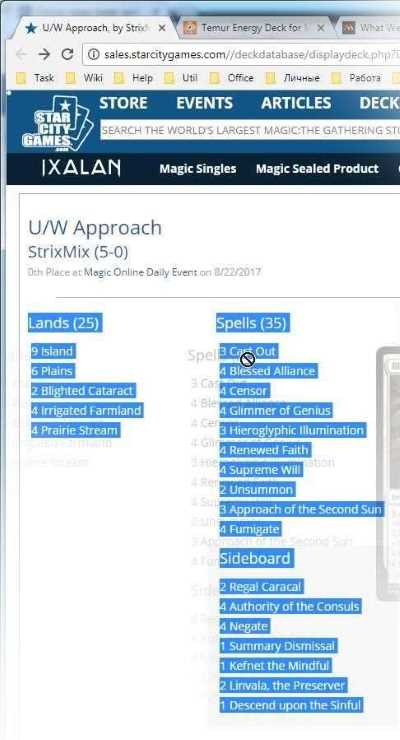 U/W Approach, by Strix
Temur Energy Deck for M
What We
sales.starcitygames.com//deckdatabase/displaydeck.php?
Task Wiki Help Util Office Личные Работа
STAR CITY GAMES .com
STORE EVENTS ARTICLES DECK
SEARCH THE WORLD'S LARGEST MAGIC:THE GATHERING STO
IXALAN Magic Singles Magic Sealed Product
U/W Approach
StrixMix (5-0)
0th Place at Magic Online Daily Event on 8/22/2017
Lands (25)
9 Island
6 Plains
2 Blighted Cataract
4 Irrigated Farmland
4 Prairie Stream
Spells (35)
3 Cast Out
4 Blessed Alliance
4 Censor
4 Glimmer of Genius
3 Hieroglyphic Illumination
4 Renewed Faith
4 Supreme Will
2 Unsummon
3 Approach of the Second Sun
4 Fumigate
Sideboard
2 Regal Caracal
4 Authority of the Consuls
4 Negate
1 Summary Dismissal
1 Kefnet the Mindful
2 Linvala, the Preserver
1 Descend upon the Sinful